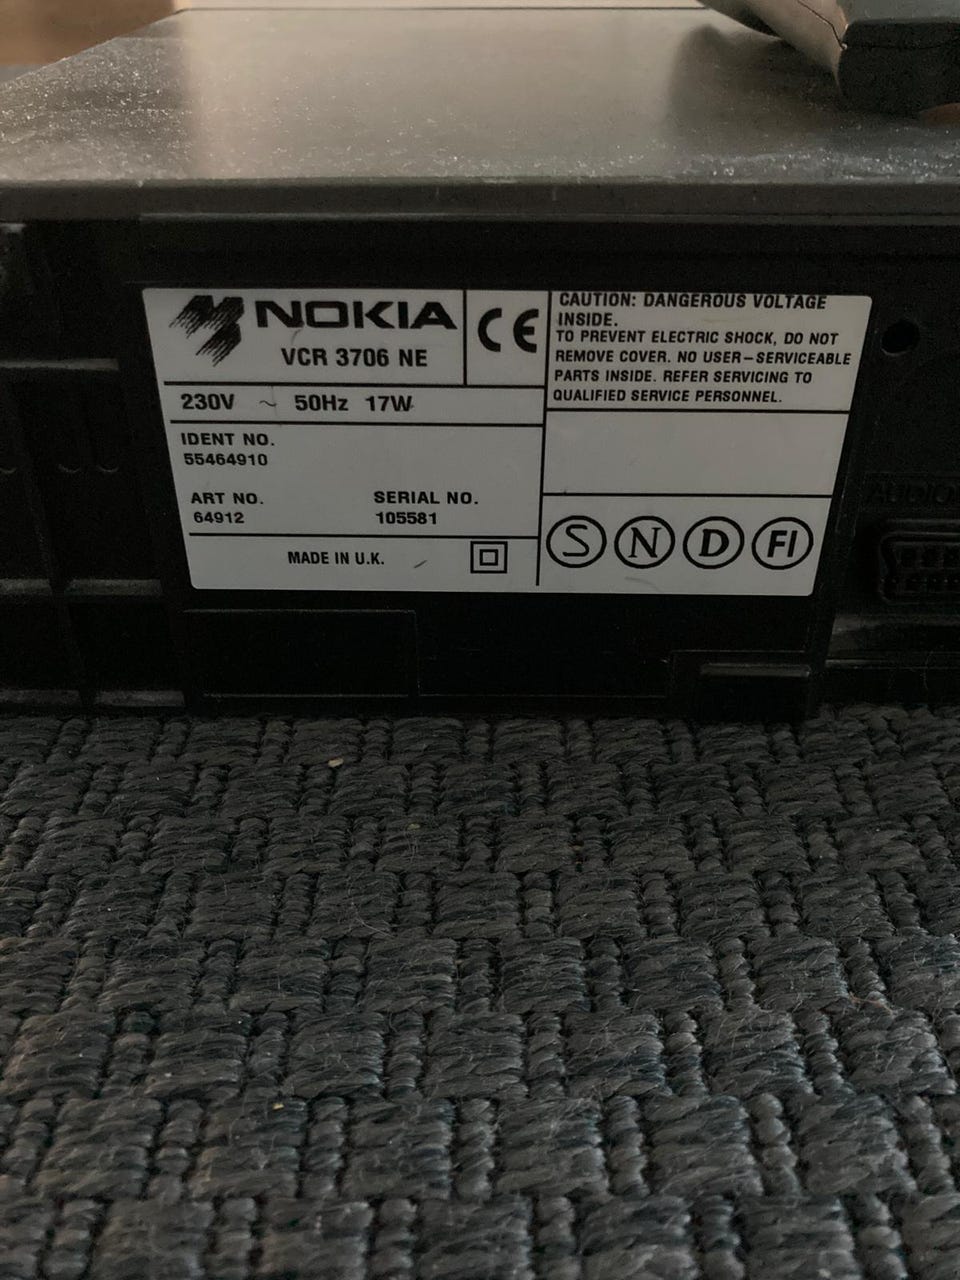 NOKIA
VCR 3706 NE
CE
230V ~ 50Hz 17W
IDENT NO.
55464910
ART NO. SERIAL NO.
64912 105581
MADE IN U.K.
CAUTION: DANGEROUS VOLTAGE
INSIDE.
TO PREVENT ELECTRIC SHOCK, DO NOT
REMOVE COVER. NO USER-SERVICEABLE
PARTS INSIDE. REFER SERVICING TO
QUALIFIED SERVICE PERSONNEL.
S N D FI
AUDIO